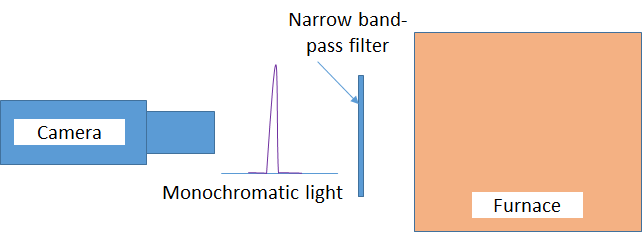 Narrow band-
pass filter
Camera
Monochromatic light
Furnace